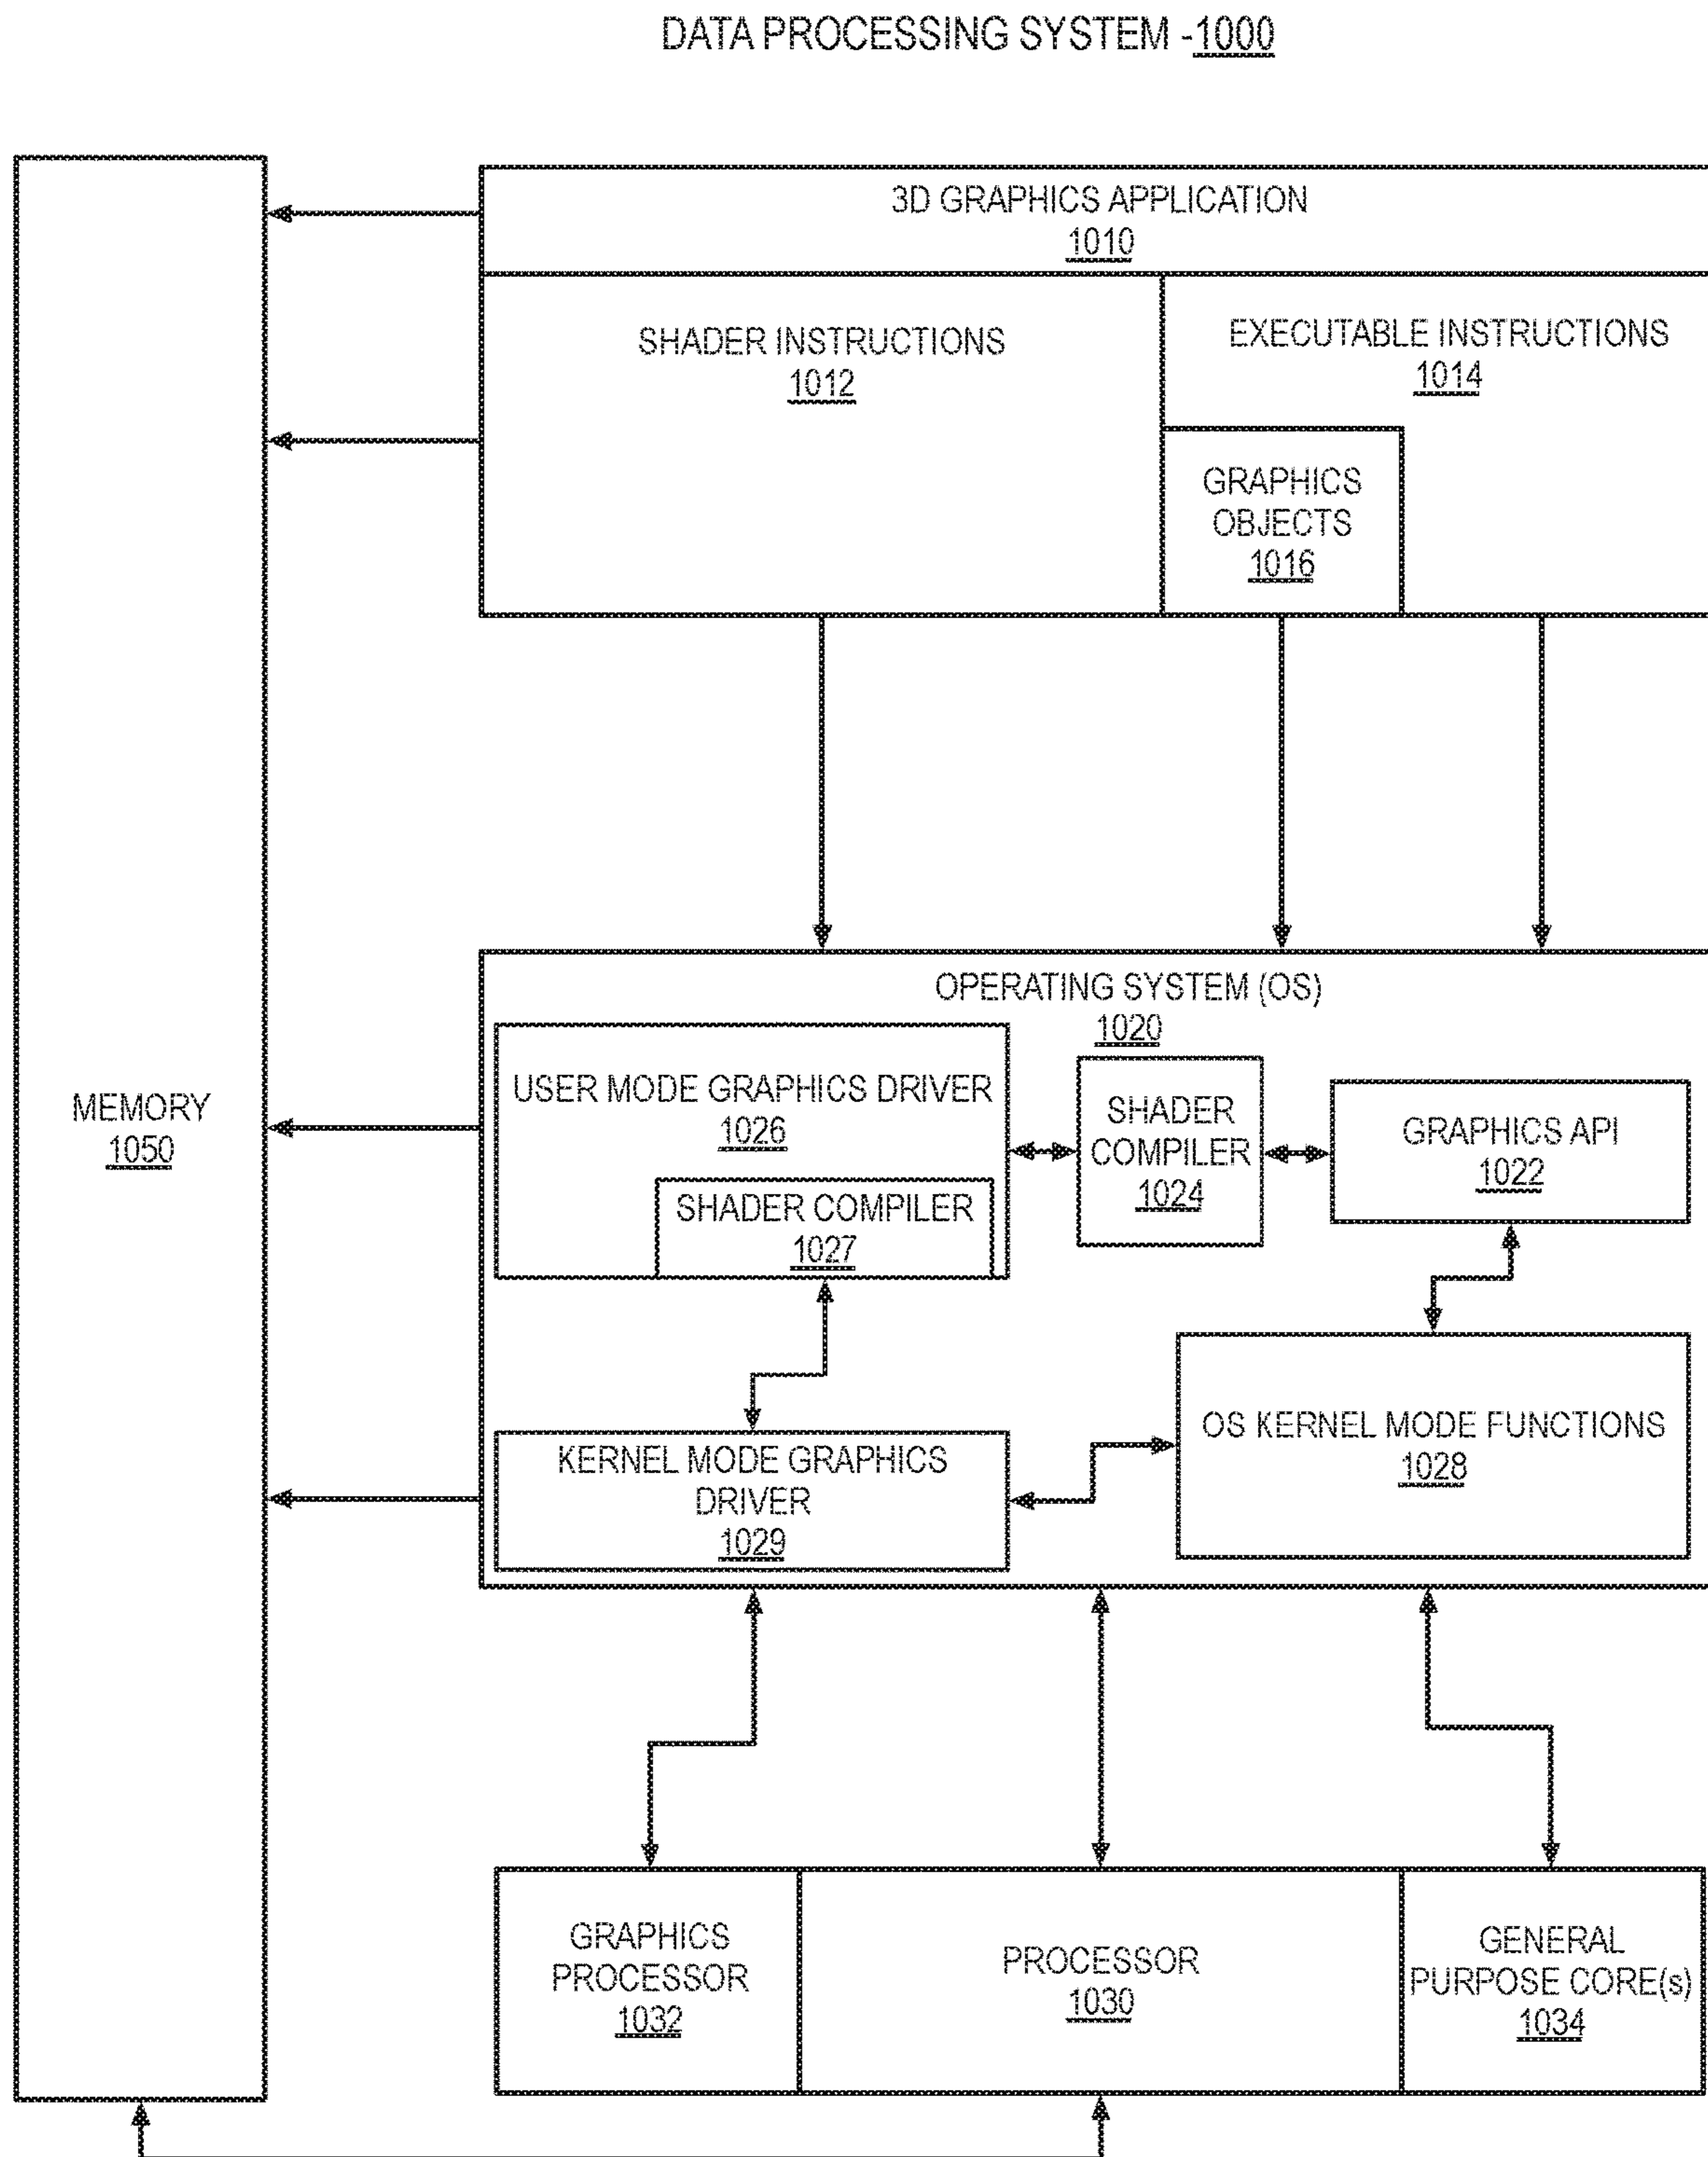 DATA PROCESSING SYSTEM -1000
3D GRAPHICS APPLICATION
1010
SHADER INSTRUCTIONS
1012
EXECUTABLE INSTRUCTIONS
1014
GRAPHICS
OBJECTS
1016
OPERATING SYSTEM (OS)
1020
USER MODE GRAPHICS DRIVER
1026
SHADER COMPILER
1027
SHADER
COMPILER
1024
GRAPHICS API
1022
MEMORY
1050
KERNEL MODE GRAPHICS
DRIVER
1029
OS KERNEL MODE FUNCTIONS
1028
GRAPHICS
PROCESSOR
1032
PROCESSOR
1030
GENERAL
PURPOSE CORE(s)
1034